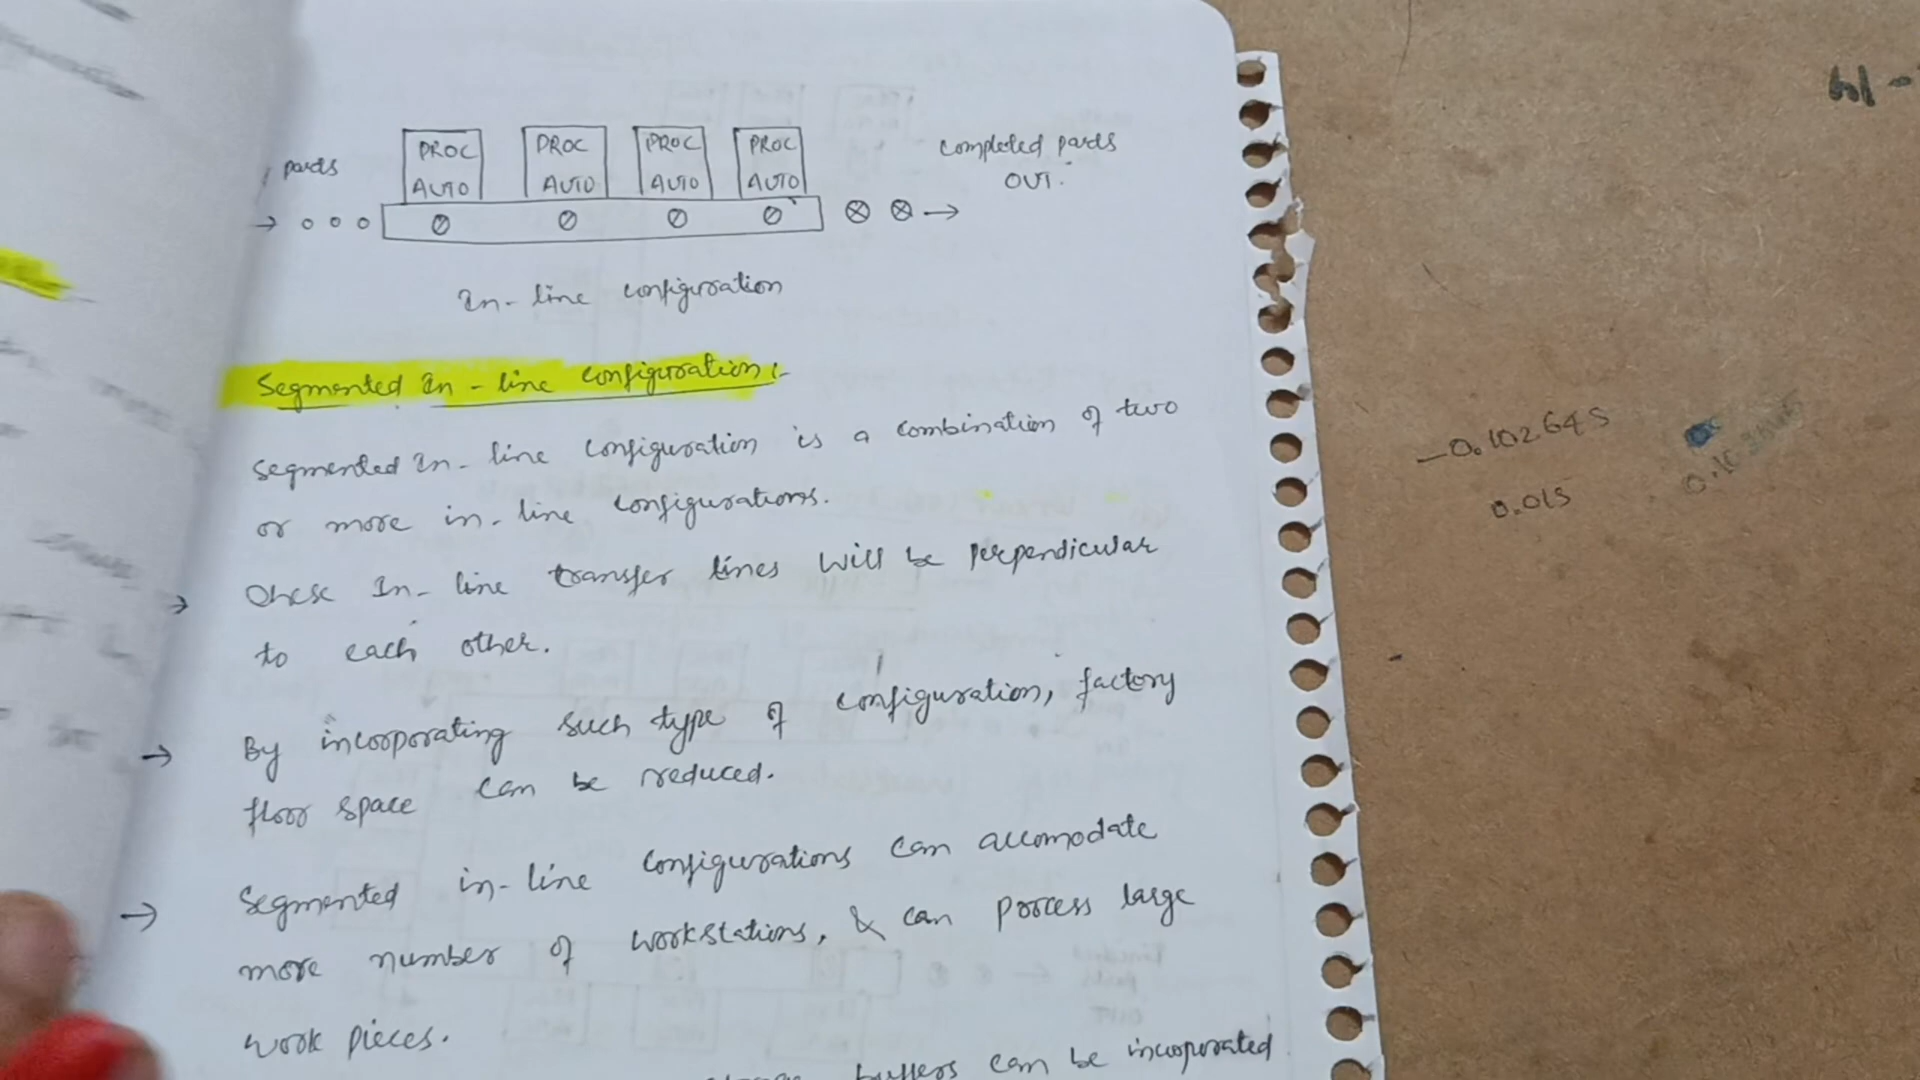 parts
PROC PROC PROC PROC
AUTO AUTO AUTO AUTO
completed parts
OUT.
In-line configuration
Segmented In-line configuration:-
Segmented In-line configuration is a combination of two
or more in-line configurations.
→ These In-line transfer lines will be perpendicular
to each other.
→ By incorporating such type of configuration, factory
floor space can be reduced.
→ Segmented in-line configurations can accomodate
more number of workstations, & can process large
work pieces.
buffers can be incorporated
-0.102645
0.015